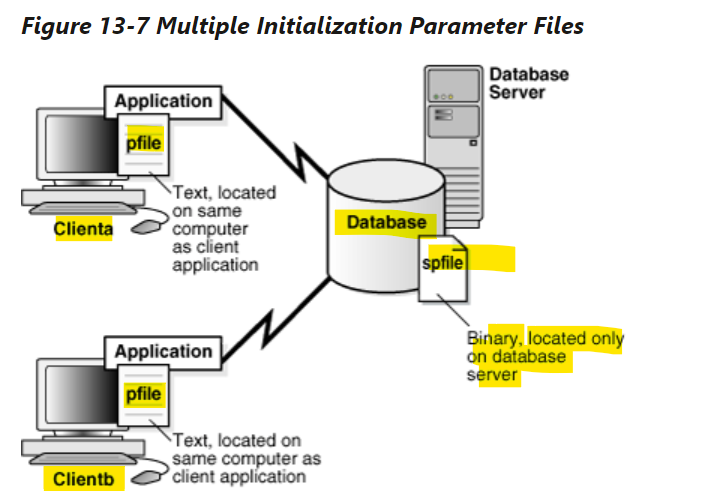 Figure 13-7 Multiple Initialization Parameter Files
Database
Server
Application
pfile
Text, located
on same
computer
as client
application
Clienta
Database
spfile
Binary, located only
on database
server
Application
pfile
Text, located on
same computer as
client application
Clientb